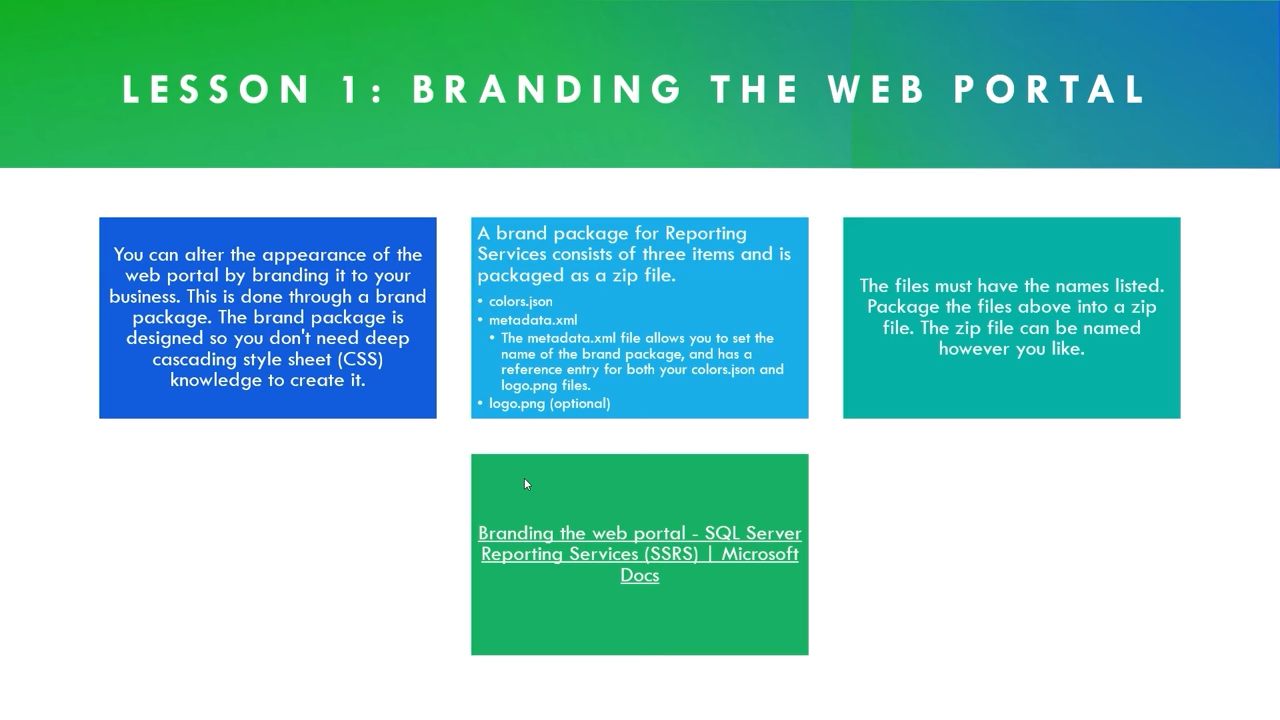 LESSON 1: BRANDING THE WEB PORTAL
You can alter the appearance of the
web portal by branding it to your
business. This is done through a brand
package. The brand package is
designed so you don't need deep
cascading style sheet (CSS)
knowledge to create it.
A brand package for Reporting
Services consists of three items and is
packaged as a zip file.
• colors.json
• metadata.xml
• The metadata.xml file allows you to set the
name of the brand package, and has a
reference entry for both your colors.json and
logo.png files.
• logo.png (optional)
The files must have the names listed.
Package the files above into a zip
file. The zip file can be named
however you like.
Branding the web portal - SQL Server
Reporting Services (SSRS) | Microsoft
Docs